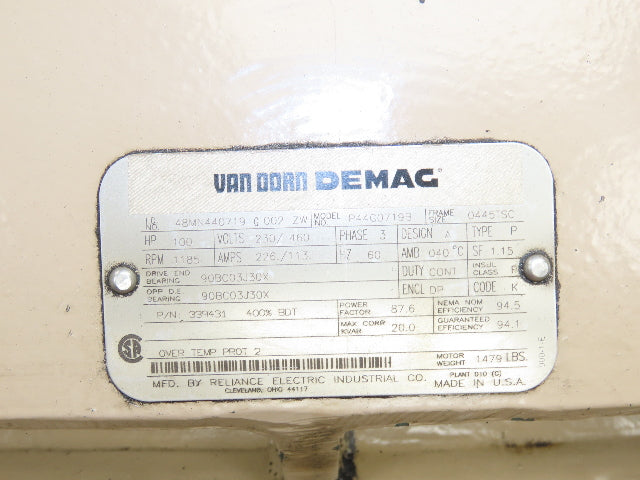 VAN DORN DEMAG
I.D. NO. 48MN440719 G 002 ZW MODEL NO. P44G0719B FRAME SIZE 0445TSC
HP 100 VOLTS 230/460 PHASE 3 DESIGN A TYPE P
RPM 1185 AMPS 226/113 HZ 60 AMB 040°C SF 1.15
DRIVE END BEARING 90BC03J30X DUTY CONT INSUL CLASS F
OPP D.E. BEARING 90BC03J30X ENCL DP CODE K
P/N: 339431 400% BDT POWER FACTOR 87.6 NEMA NOM EFFICIENCY 94.5
MAX CORR KVAR 20.0 GUARANTEED EFFICIENCY 94.1
OVER TEMP PROT 2 MOTOR WEIGHT 1479 LBS.
MFD. BY RELIANCE ELECTRIC INDUSTRIAL CO. PLANT 010 (C)
CLEVELAND, OHIO 44117 MADE IN U.S.A.